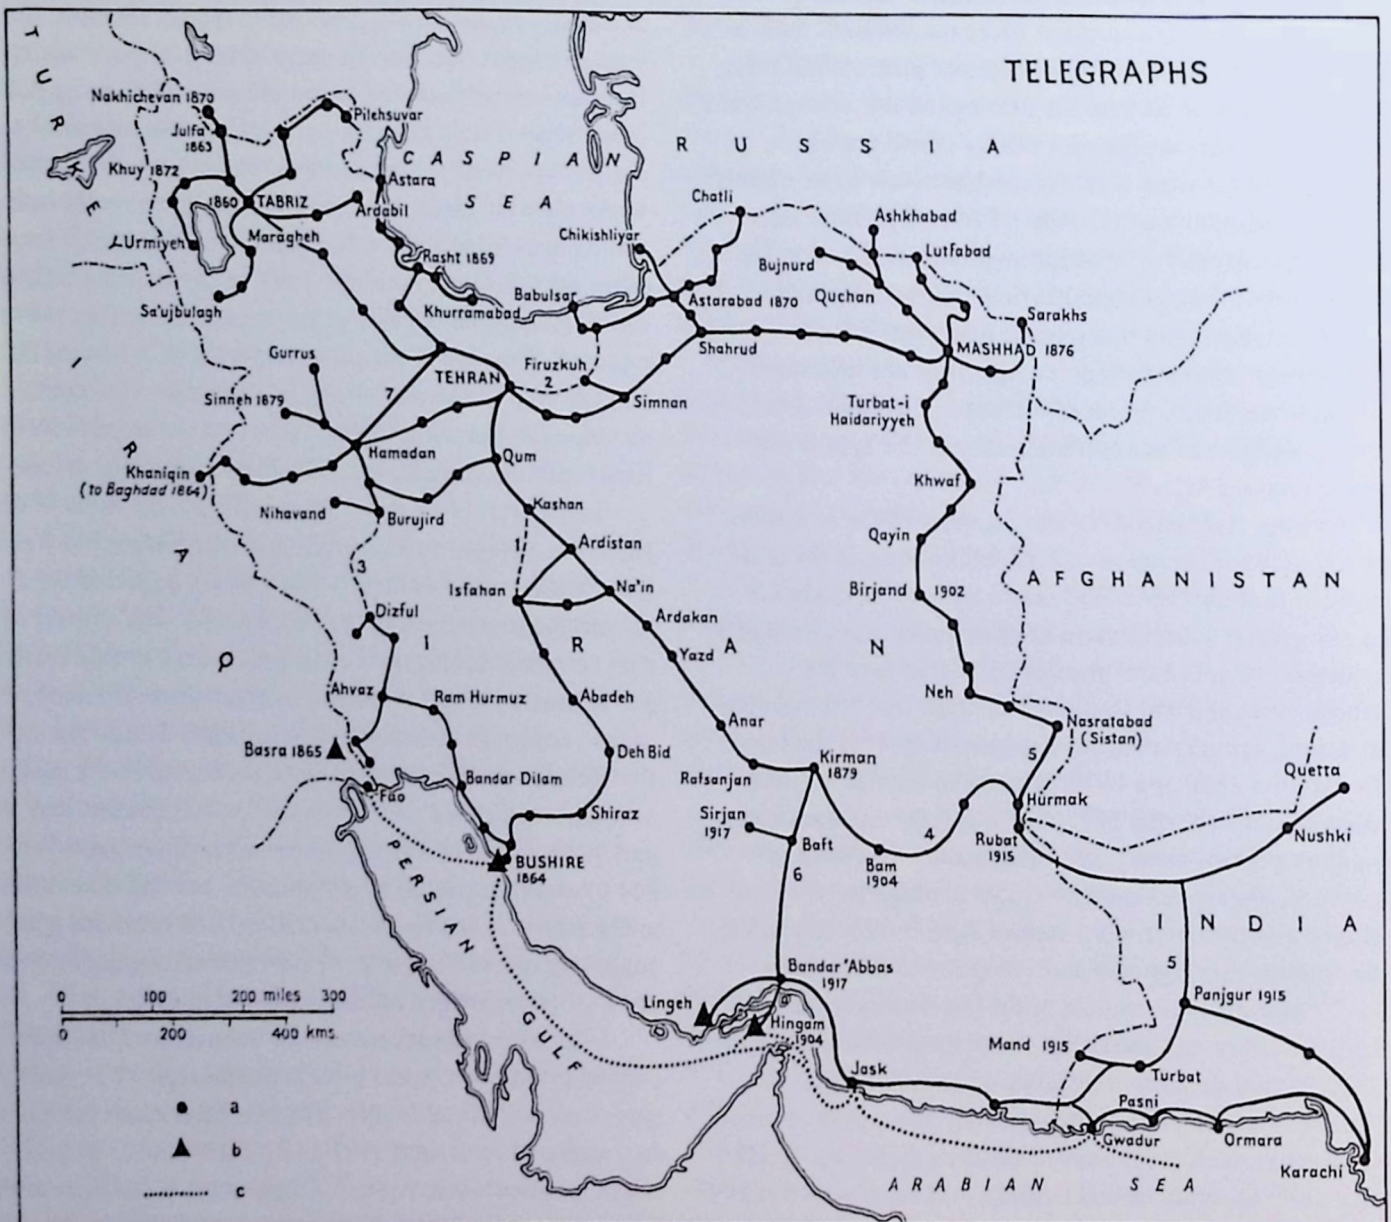 TELEGRAPHS
TURKEY
Nakhichevan 1870
Pilehsuvar
Julfa
1863
CASPIAN
SEA
RUSSIA
Khuy 1872
Astara
1860
TABRIZ
Ardabil
Chatli
Ashkhabad
Urmiyeh
Maragheh
Chikishliyar
Lutfabad
Rasht 1869
Bujnurd
Babulsar
Astarabad 1870
Quchan
Sa'ujbulagh
Khurramabad
Sarakhs
Shahrud
MASHHAD 1876
Gurrus
Firuzkuh
2
TEHRAN
7
Simnan
Sinneh 1879
Turbat-i
Haidariyyeh
Hamadan
Qum
Khaniqin
(to Baghdad 1864)
Khwaf
Kashan
Nihavand
Burujird
1
Ardistan
Qayin
IRAQ
3
AFGHANISTAN
Isfahan
Na'in
Birjand
1902
Dizful
Ardakan
IRAN
Yazd
Ahvaz
Ram Hurmuz
Abadeh
Neh
Anar
Nasratabad
(Sistan)
Basra 1865
Deh Bid
5
Kirman
1879
Quetta
Bandar Dilam
Rafsanjan
Fao
Hurmak
Sirjan
1917
Shiraz
4
Rubat
1915
Nushki
Baft
BUSHIRE
1864
6
Bam
1904
PERSIAN
GULF
INDIA
5
Bandar 'Abbas
1917
0 100 200 miles 300
Lingeh
Panjgur 1915
0 200 400 kms
Hingam
1904
Mand 1915
Jask
Turbat
a
Pasni
b
Gwadur
Ormara
c
Karachi
ARABIAN SEA